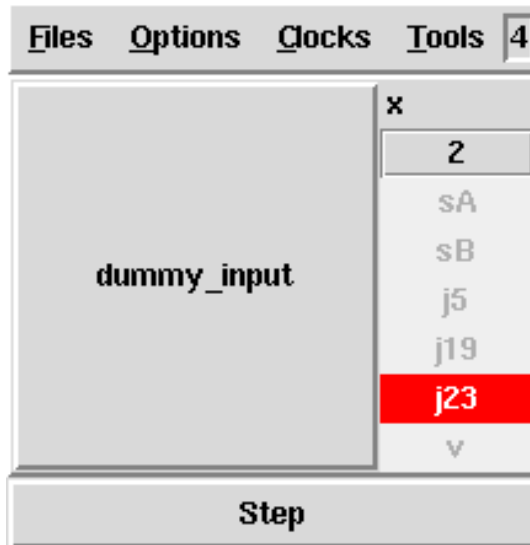 Files Options Clocks Tools 4
x
2
sA
sB
dummy_input
j5
j19
j23
v
Step